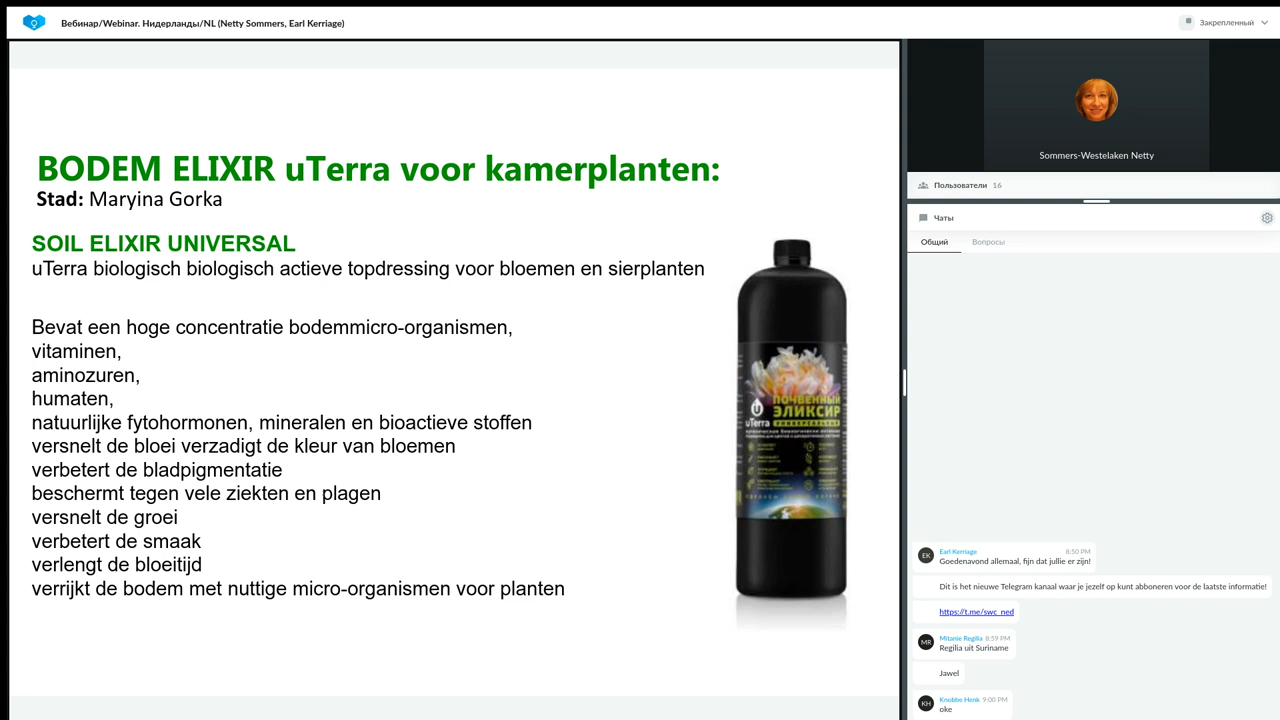 Вебинар/Webinar. Нидерланды/NL (Netty Sommers, Earl Kerriage)
Закрепленный
BODEM ELIXIR uTerra voor kamerplanten:
Stad: Maryina Gorka
SOIL ELIXIR UNIVERSAL
uTerra biologisch biologisch actieve topdressing voor bloemen en sierplanten
Bevat een hoge concentratie bodemmicro-organismen,
vitaminen,
aminozuren,
humaten,
natuurlijke fytohormonen, mineralen en bioactieve stoffen
versnelt de bloei verzadigt de kleur van bloemen
verbetert de bladpigmentatie
beschermt tegen vele ziekten en plagen
versnelt de groei
verbetert de smaak
verlengt de bloeitijd
verrijkt de bodem met nuttige micro-organismen voor planten
ПОЧВЕННЫЙ
ЭЛИКСИР
uTerra
УНИВЕРСАЛЬНЫЙ
Sommers-Westelaken Netty
Пользователи 16
Чаты
Общий Вопросы
EK Earl Kerriage 8:50 PM
Goedenavond allemaal, fijn dat jullie er zijn!
Dit is het nieuwe Telegram kanaal waar je jezelf op kunt abboneren voor de laatste informatie!
https://t.me/swc_ned
MR Mitanie Regilia 8:59 PM
Regilia uit Suriname
Jawel
KH Knobbe Henk 9:00 PM
oke